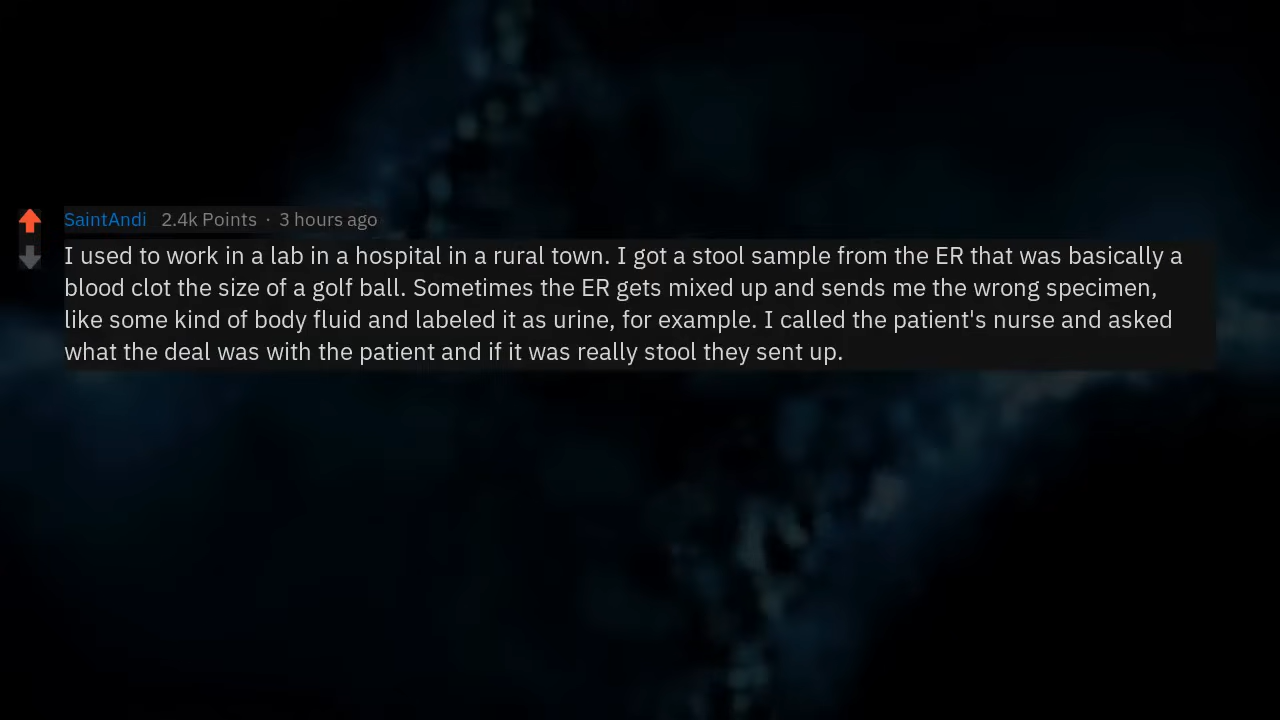 SaintAndi 2.4k Points · 3 hours ago
I used to work in a lab in a hospital in a rural town. I got a stool sample from the ER that was basically a
blood clot the size of a golf ball. Sometimes the ER gets mixed up and sends me the wrong specimen,
like some kind of body fluid and labeled it as urine, for example. I called the patient's nurse and asked
what the deal was with the patient and if it was really stool they sent up.